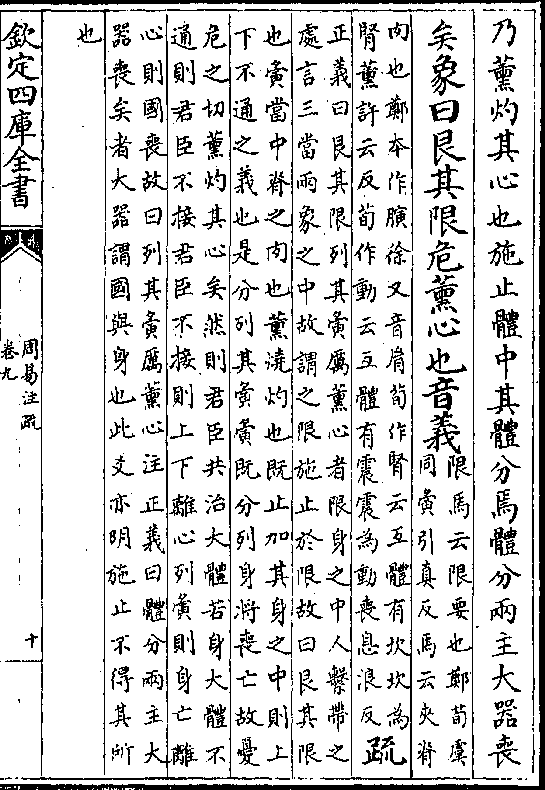 乃薰灼其心也施止體中其體分焉體分兩主大器喪
矣象曰艮其限危薰心也音義限馬云限要也鄭荀虞
同夤引真反馬云夾脊
肉也鄭本作徐又音胤荀作腎云互體有坎坎為
腎薰許云反荀作動云互體有震震為動喪息浪反疏
正義曰艮其限列其夤厲薰心者限身之中人繫帶之
處言三當兩象之中故謂之限施止於限故曰艮其限
也夤當中脊之肉也薰燒灼也既止加其身之中則上
下不通之義也是分列其夤夤既分列身將喪亡故憂
危之切薰灼其心矣然則君臣共治大體若身大體不
通則君臣不接君臣不接則上下離心列夤則身亡離
心則國喪故曰列其夤厲薰心注正義曰體分兩主大
器喪矣者大器謂國與身也此爻亦明施止不得其所
也
欽定四庫全書
周易注疏
卷九
十